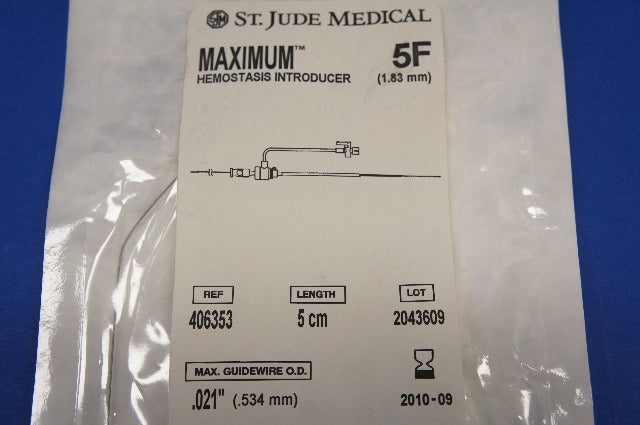 SJM ST. JUDE MEDICAL
MAXIMUM™ 5F
HEMOSTASIS INTRODUCER (1.83 mm)
REF LENGTH LOT
406353 5 cm 2043609
MAX. GUIDEWIRE O.D.
.021" (.534 mm) 2010-09